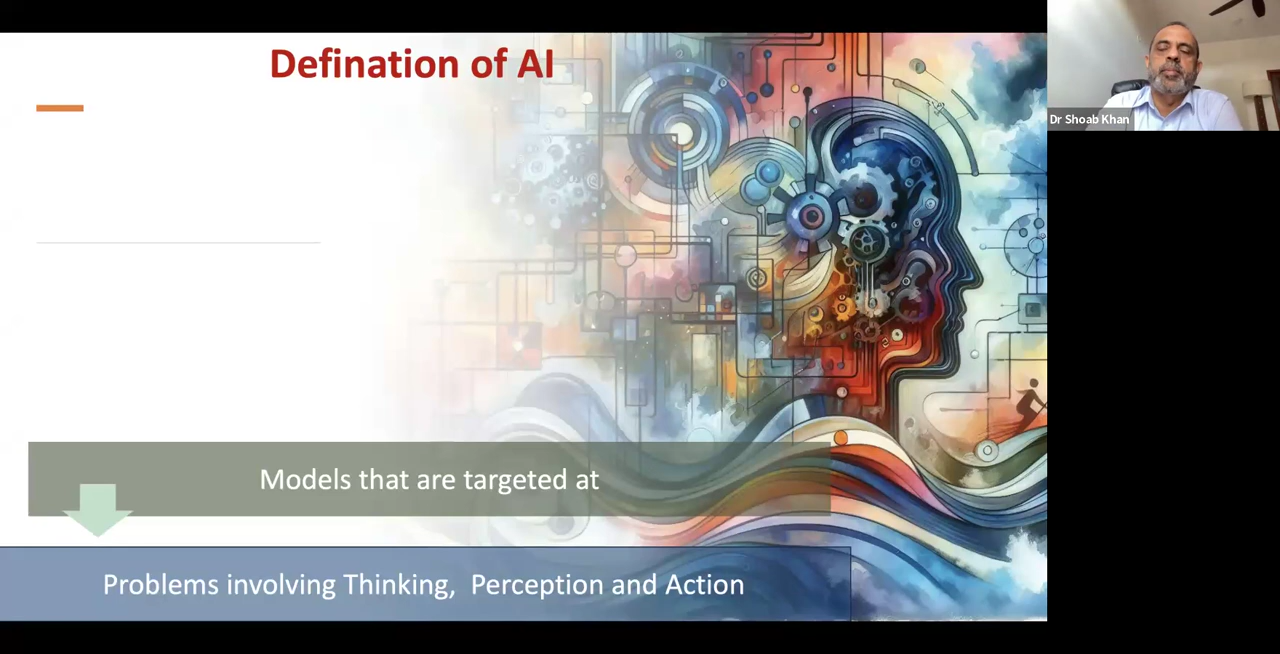 Defination of AI
Dr Shoab Khan
Models that are targeted at
Problems involving Thinking, Perception and Action